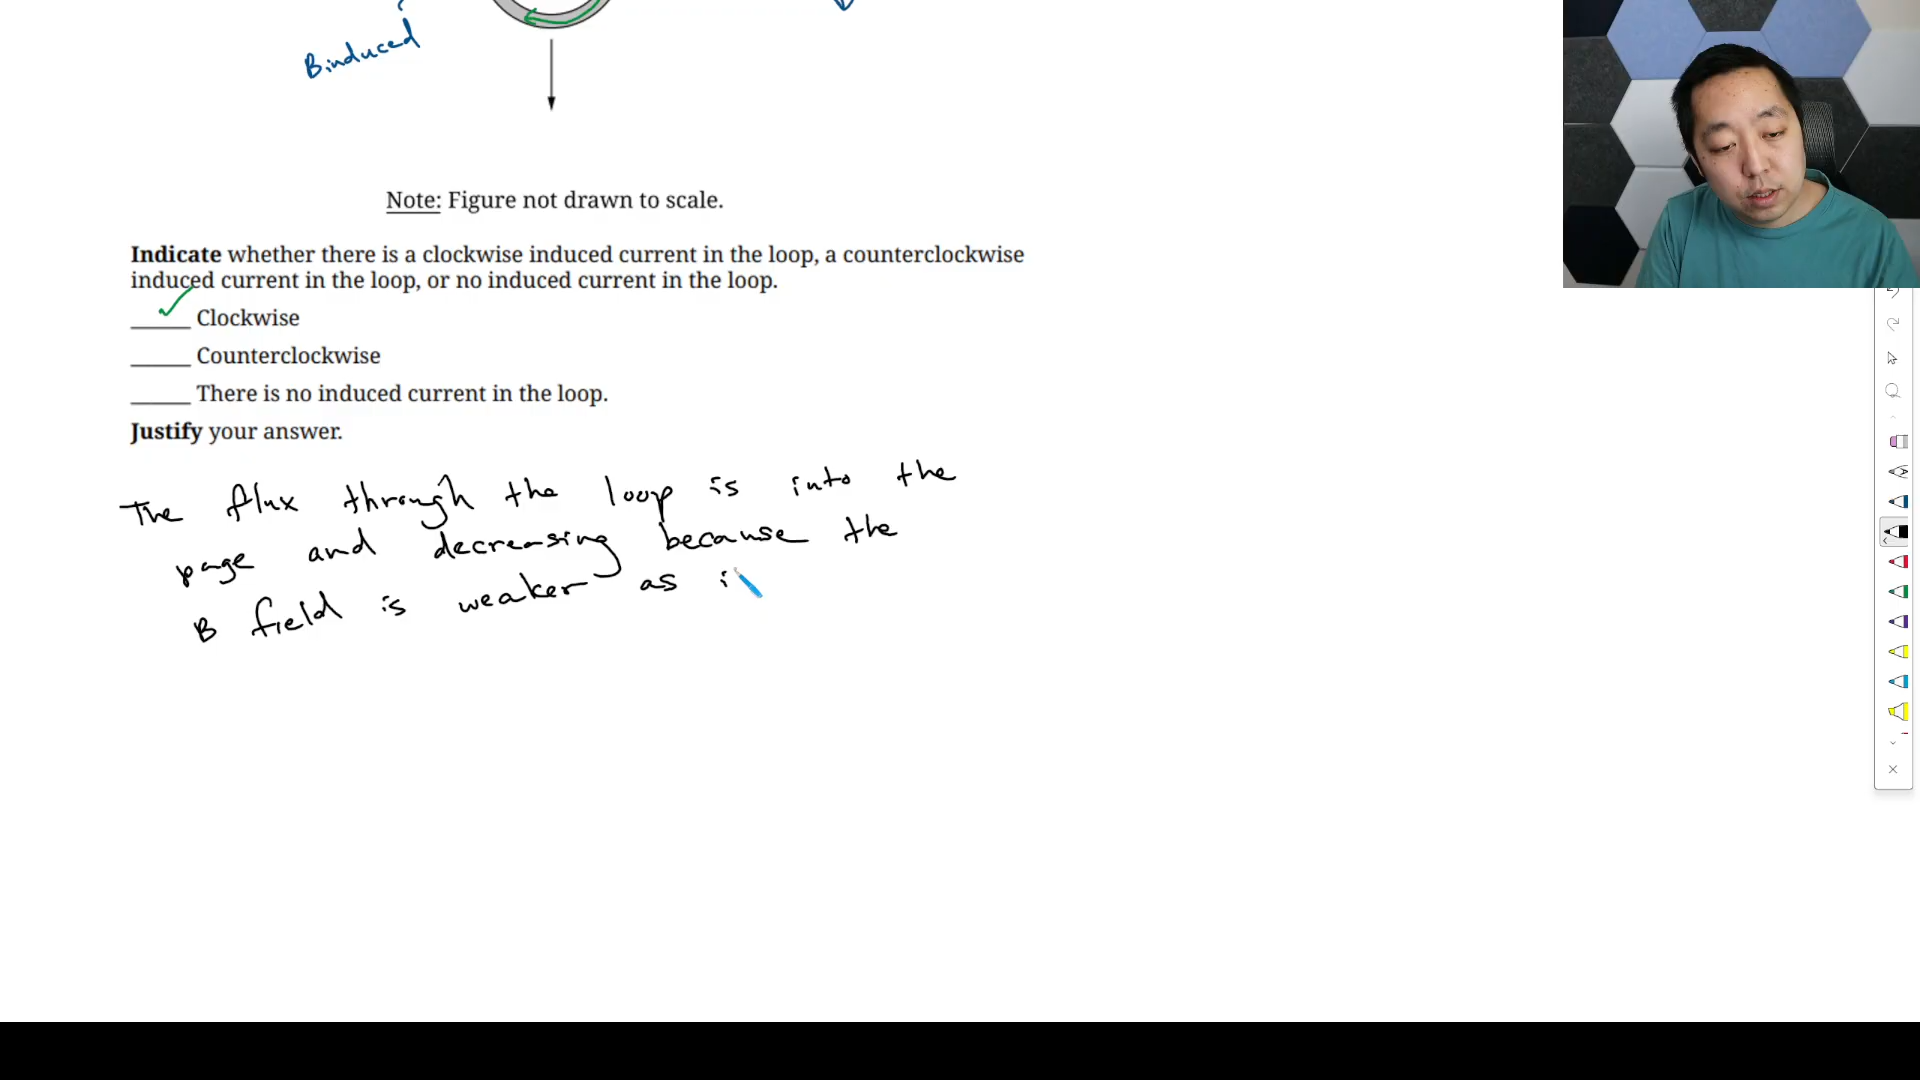 Binduced
Note: Figure not drawn to scale.
Indicate whether there is a clockwise induced current in the loop, a counterclockwise
induced current in the loop, or no induced current in the loop.
Clockwise
Counterclockwise
There is no induced current in the loop.
Justify your answer.
The flux through the loop is into the
page and decreasing because the
B field is weaker as i